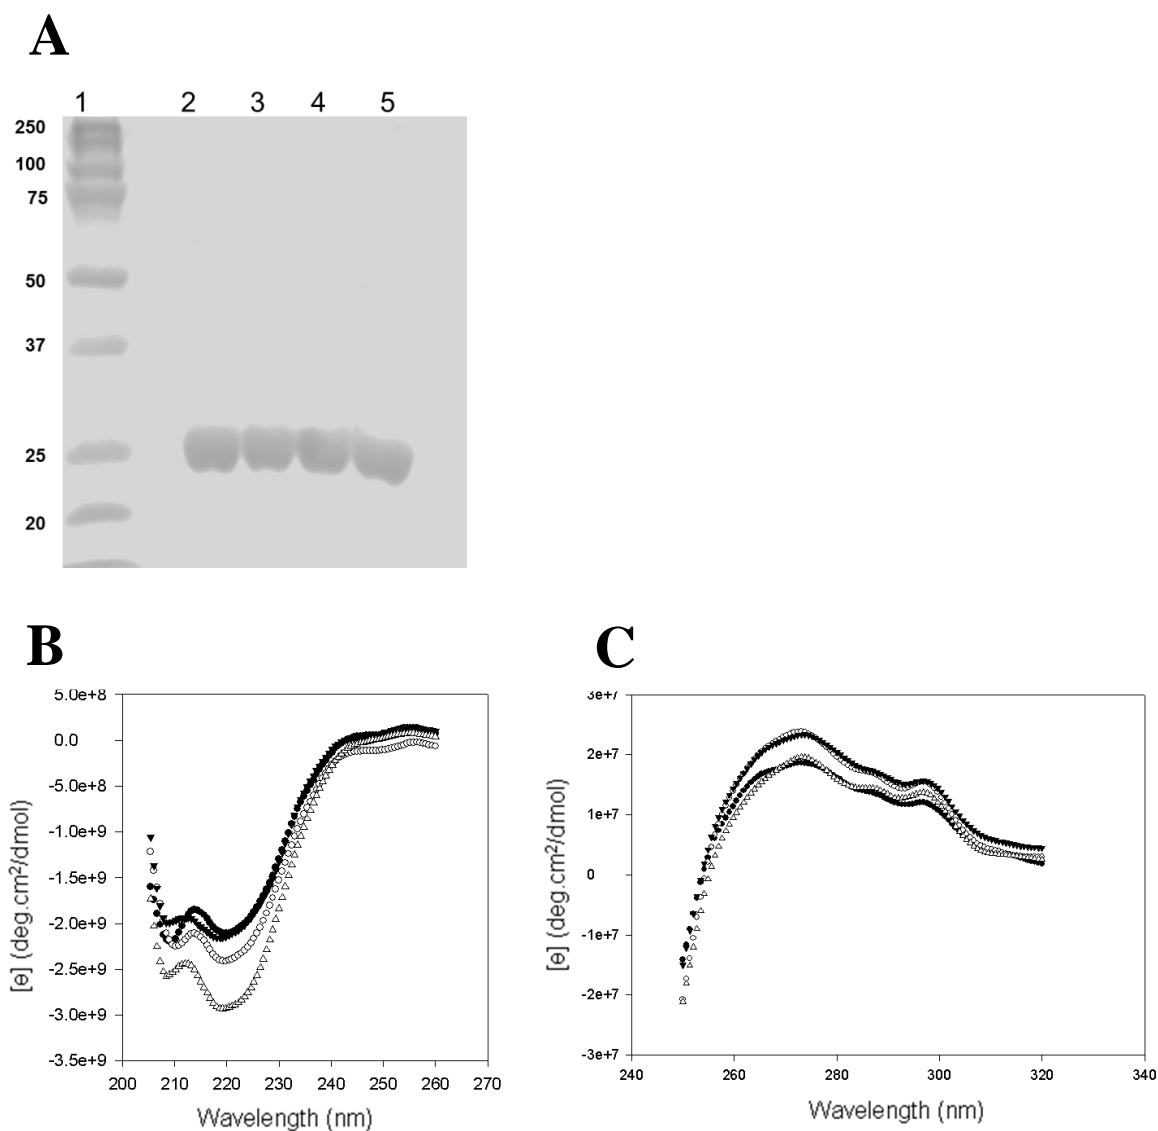 A
1 2 3 4 5
250
100
75
50
37
25
20
B
C
5.0e+8
0.0
-5.0e+8
-1.0e+9
-1.5e+9
-2.0e+9
-2.5e+9
-3.0e+9
-3.5e+9
200 210 220 230 240 250 260 270
Wavelength (nm)
[ɵ] (deg.cm²/dmol)
3e+7
2e+7
1e+7
0
-1e+7
-2e+7
-3e+7
240 260 280 300 320 340
Wavelength (nm)
[ɵ] (deg.cm²/dmol)